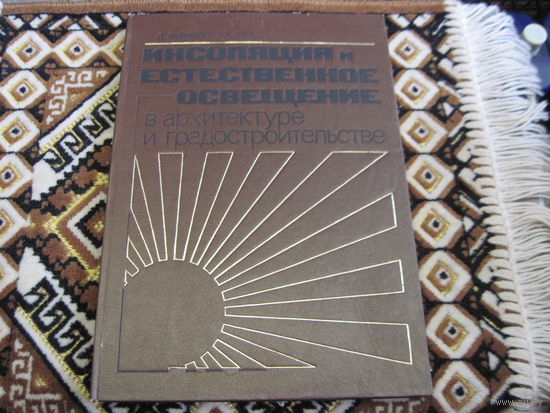 ИНСОЛЯЦИЯ и
ЕСТЕСТВЕННОЕ
ОСВЕЩЕНИЕ
в архитектуре
и градостроительстве